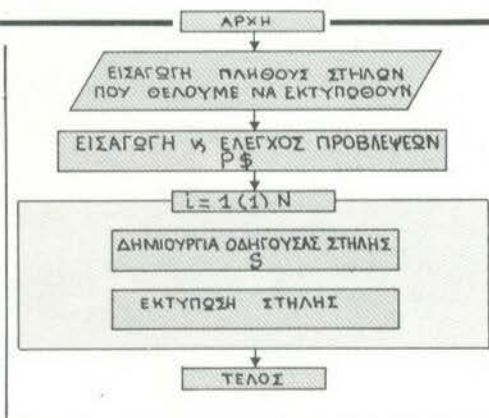 ΑΡΧΗ
ΕΙΣΑΓΩΓΗ ΠΛΗΘΟΥΣ ΣΤΗΛΩΝ
ΠΟΥ ΘΕΛΟΥΜΕ ΝΑ ΕΚΤΥΠΩΘΟΥΝ
ΕΙΣΑΓΩΓΗ ϗ ΕΛΕΓΧΟΣ ΠΡΟΒΛΕΨΕΩΝ
P$
i = 1 (1) N
ΔΗΜΙΟΥΡΓΙΑ ΟΔΗΓΟΥΣΑΣ ΣΤΗΛΗΣ
S
ΕΚΤΥΠΩΣΗ ΣΤΗΛΗΣ
ΤΕΛΟΣ